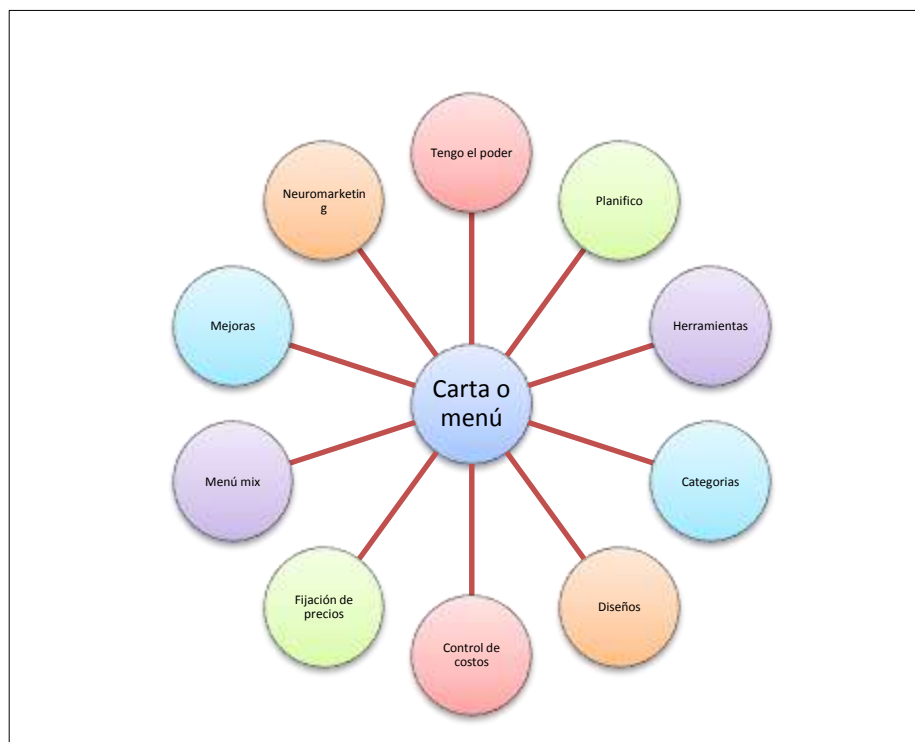 Tengo el poder
Planifico
Herramientas
Categorias
Diseños
Control de
costos
Fijación de
precios
Menú mix
Mejoras
Neuromarketin
g
Carta o
menú